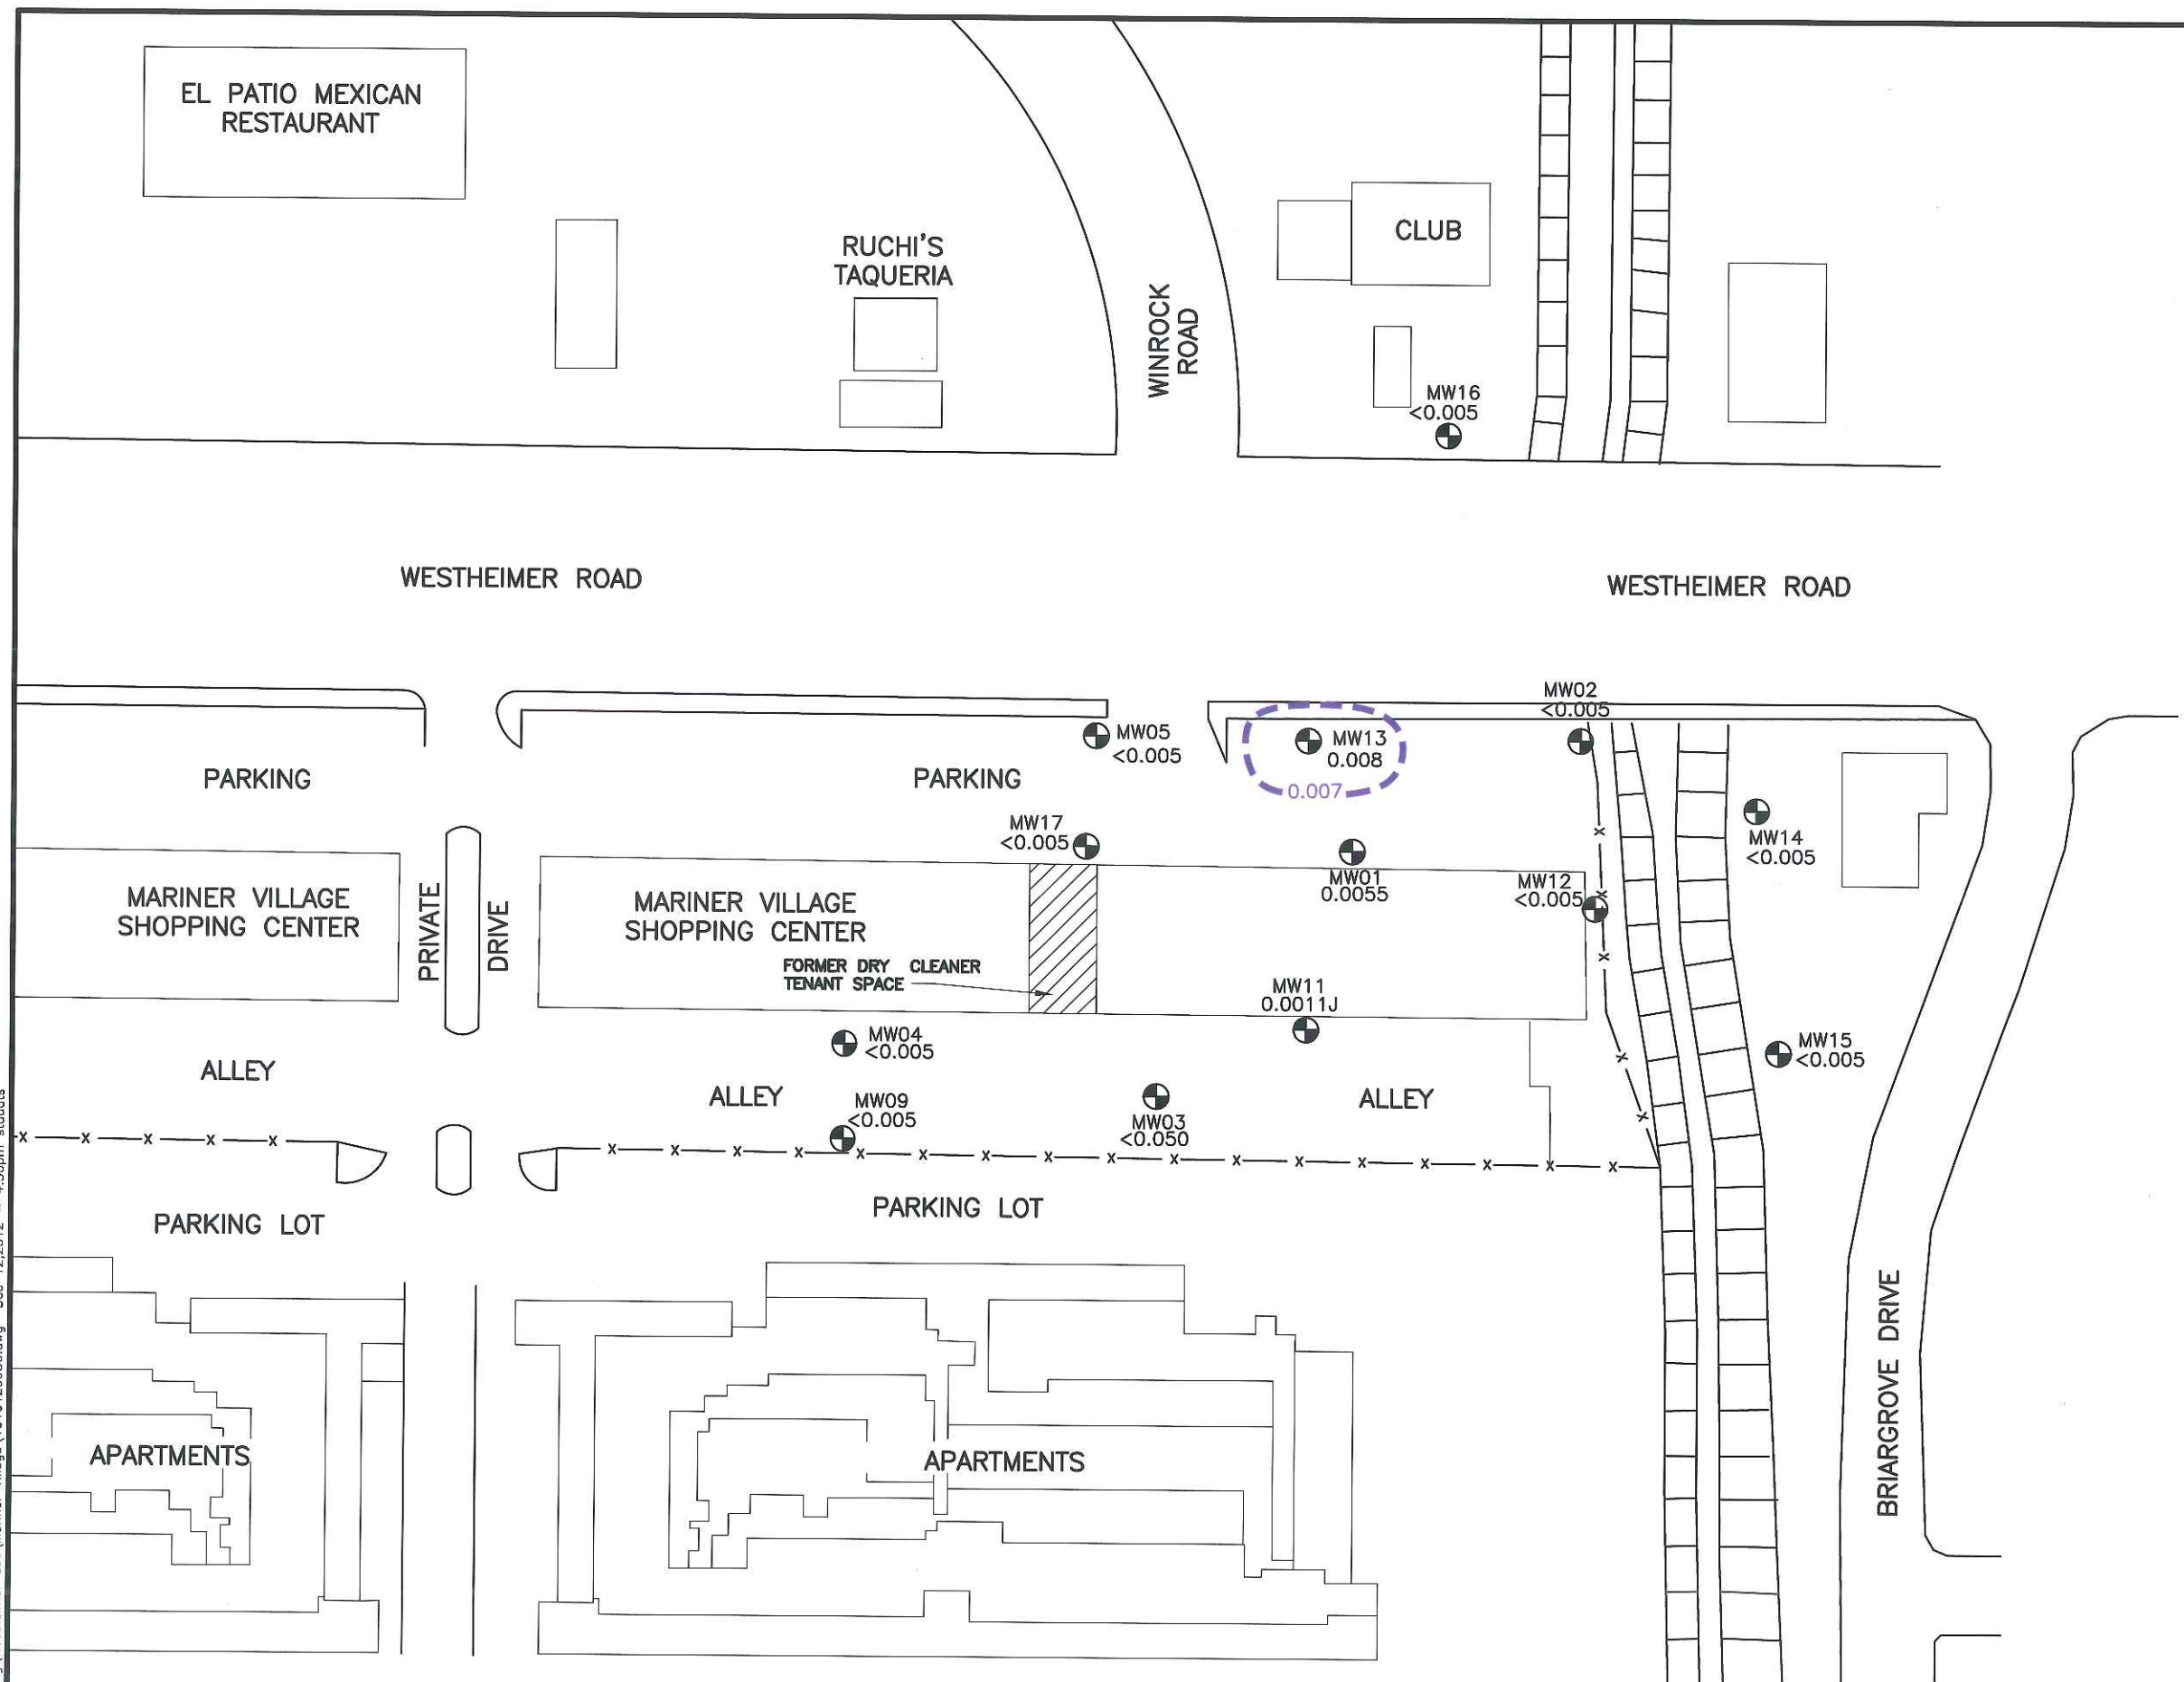 EL PATIO MEXICAN
RESTAURANT
RUCHI'S
TAQUERIA
WINROCK
ROAD
CLUB
MW16
<0.005
WESTHEIMER ROAD
WESTHEIMER ROAD
MW02
<0.005
MW05
<0.005
MW13
0.008
0.007
PARKING
PARKING
MW17
<0.005
MW14
<0.005
MW01
0.0055
MW12
<0.005
MARINER VILLAGE
SHOPPING CENTER
PRIVATE
DRIVE
MARINER VILLAGE
SHOPPING CENTER
FORMER DRY CLEANER
TENANT SPACE
MW11
0.0011J
MW04
<0.005
MW15
<0.005
ALLEY
ALLEY
MW09
<0.005
MW03
<0.050
ALLEY
PARKING LOT
PARKING LOT
APARTMENTS
APARTMENTS
BRIARGROVE DRIVE